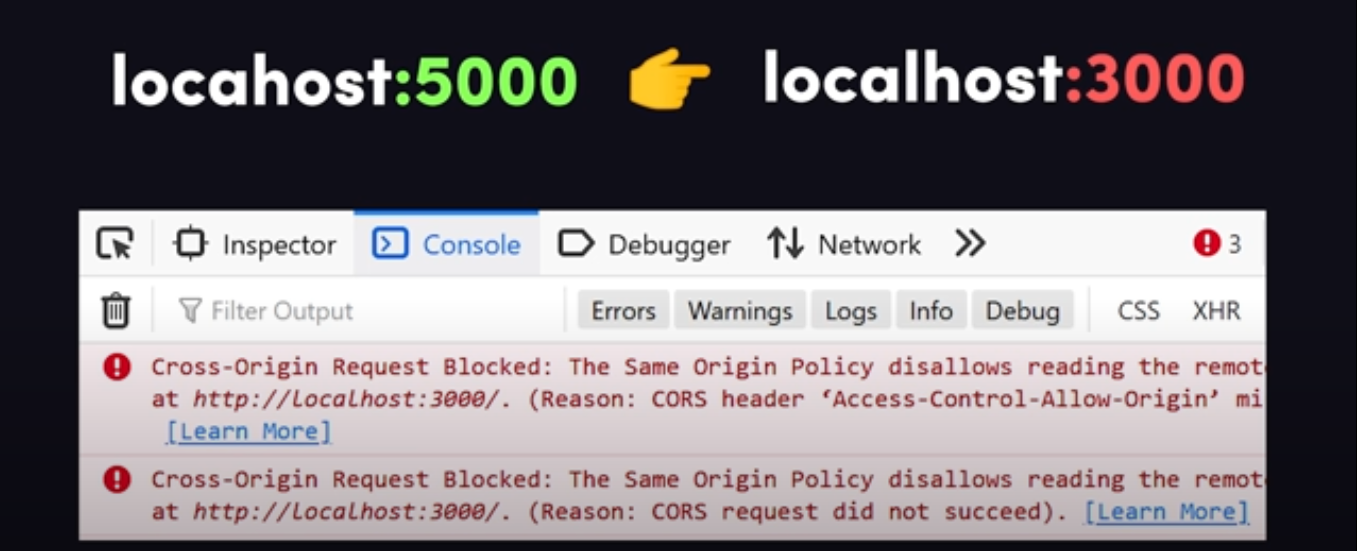 locahost:5000 👉 localhost:3000
Inspector Console Debugger Network 3
Filter Output Errors Warnings Logs Info Debug CSS XHR
Cross-Origin Request Blocked: The Same Origin Policy disallows reading the remot
at http://localhost:3000/. (Reason: CORS header ‘Access-Control-Allow-Origin’ mi
[Learn More]
Cross-Origin Request Blocked: The Same Origin Policy disallows reading the remot
at http://localhost:3000/. (Reason: CORS request did not succeed). [Learn More]